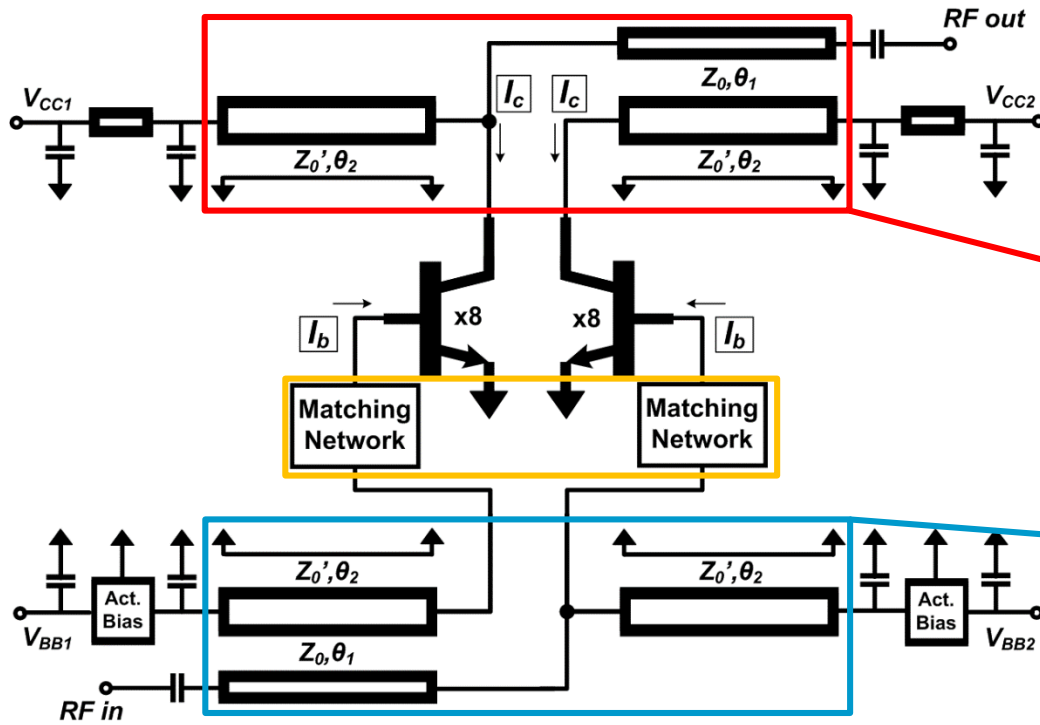 RF out
V_CC1
I_c
I_c
Z_0,θ_1
V_CC2
Z_0',θ_2
Z_0',θ_2
x8
x8
I_b
I_b
Matching
Network
Matching
Network
Z_0',θ_2
Z_0',θ_2
Act.
Bias
Act.
Bias
V_BB1
V_BB2
Z_0,θ_1
RF in